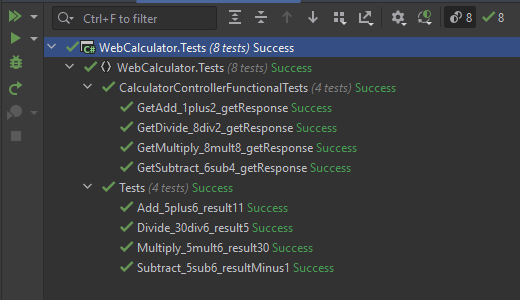 Ctrl+F to filter 8 8
C# WebCalculator.Tests (8 tests) Success
WebCalculator.Tests (8 tests) Success
CalculatorControllerFunctionalTests (4 tests) Success
GetAdd_1plus2_getResponse Success
GetDivide_8div2_getResponse Success
GetMultiply_8mult8_getResponse Success
GetSubtract_6sub4_getResponse Success
Tests (4 tests) Success
Add_5plus6_result11 Success
Divide_30div6_result5 Success
Multiply_5mult6_result30 Success
Subtract_5sub6_resultMinus1 Success